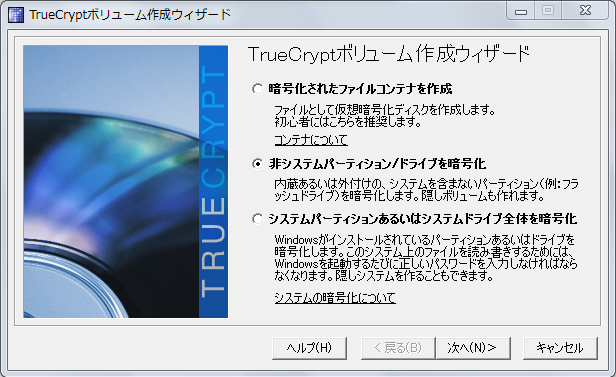 TrueCryptボリューム作成ウィザード
TrueCryptボリューム作成ウィザード
暗号化されたファイルコンテナを作成
ファイルとして仮想暗号化ディスクを作成します。
初心者にはこちらを推奨します。
コンテナについて
非システムパーティション/ドライブを暗号化
内蔵あるいは外付けの、システムを含まないパーティション(例：フラ
ッシュドライブ)を暗号化します。隠しボリュームも作れます。
システムパーティションあるいはシステムドライブ全体を暗号化
Windowsがインストールされているパーティションあるいはドライブを
暗号化します。このシステム上のファイルを読み書きするためには、
Windowsを起動するたびに正しいパスワードを入力しなければなら
なくなります。隠しシステムを作ることもできます。
システムの暗号化について
TRUECRYPT
ヘルプ(H)
< 戻る(B)
次へ(N) >
キャンセル